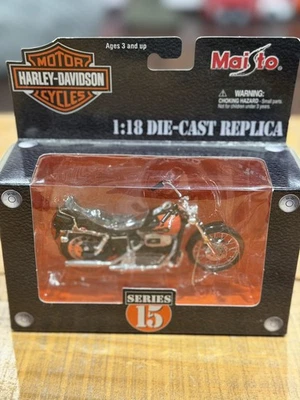 MOTOR
HARLEY-DAVIDSON
CYCLES
Ages 3 and up
Maisto
WARNING:
CHOKING HAZARD - Small parts.
Not for children under 3 years.
1:18 DIE-CAST REPLICA
SERIES
15